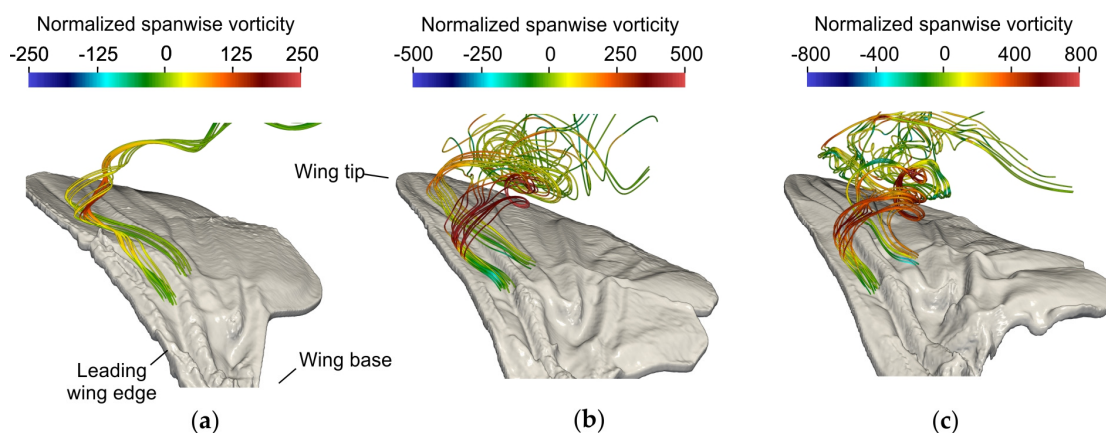 Normalized spanwise vorticity
-250 -125 0 125 250
Normalized spanwise vorticity
-500 -250 0 250 500
Normalized spanwise vorticity
-800 -400 0 400 800
Wing tip
Leading
wing edge
Wing base
(a)
(b)
(c)